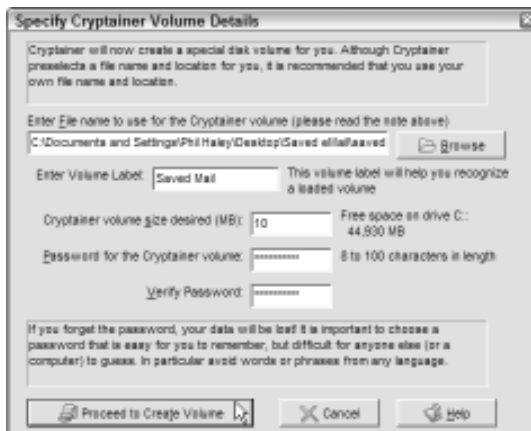 Specify Cryptainer Volume Details
Cryptainer will now create a special disk volume for you. Although Cryptainer
preselects a file name and location for you, it is recommended that you use your
own file name and location.
Enter File name to use for the Cryptainer volume (please read the note above)
C:\Documents and Settings\Phil Haley\Desktop\Saved
Browse
Enter Volume Label:
Saved Mail
This volume label will help you recognize
a loaded volume
Cryptainer volume size desired (MB):
10
Free space on drive C::
44,930 MB
Password for the Cryptainer volume:
8 to 100 characters in length
Verify Password:
If you forget the password, your data will be lost! It is important to choose a
password that is easy for you to remember, but difficult for anyone else (or a
computer) to guess. In particular avoid words or phrases from any language.
Proceed to Create Volume
Cancel
Help